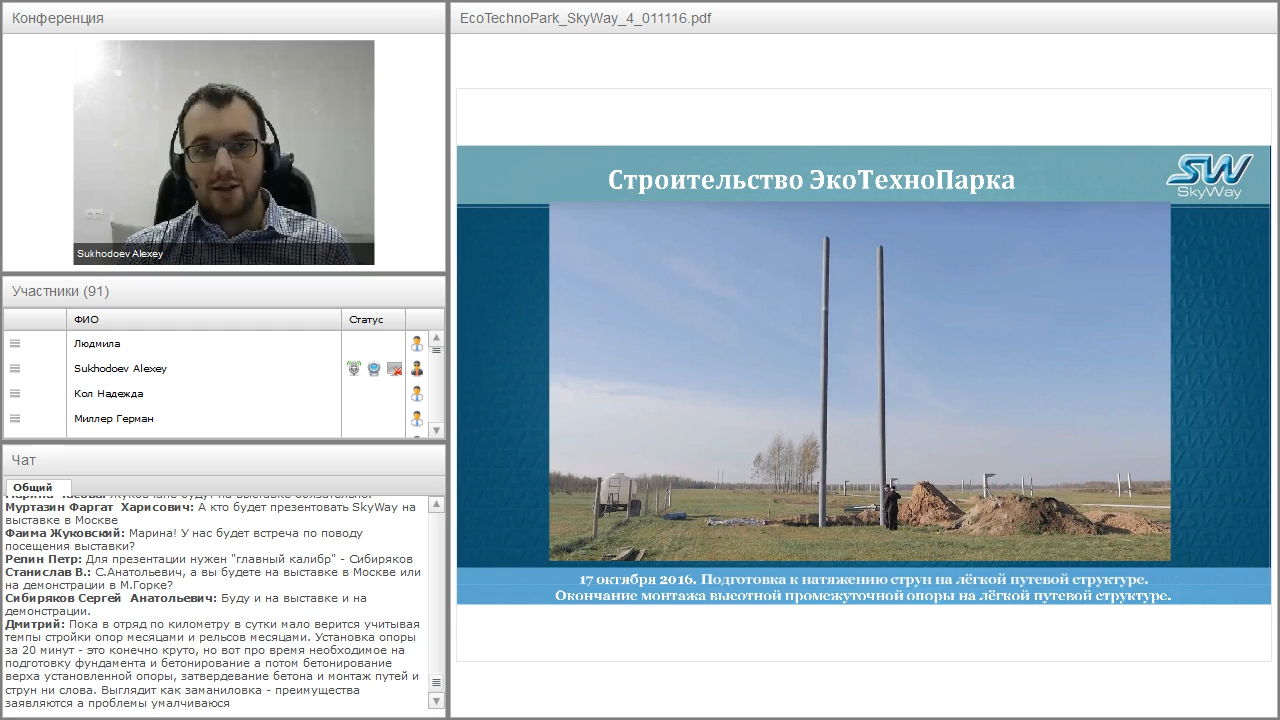 Конференция
Sukhodoev Alexey
Участники (91)
ФИО
Статус
Людмила
Sukhodoev Alexey
Кол Надежда
Миллер Герман
Чат
Общий
Муртазин Фаргат Харисович: А кто будет презентовать SkyWay на
выставке в Москве
Фаима Жуковский: Марина! У нас будет встреча по поводу
посещения выставки?
Репин Петр: Для презентации нужен "главный калибр" - Сибиряков
Станислав В.: С.Анатольевич, а вы будете на выставке в Москве или
на демонстрации в М.Горке?
Сибиряков Сергей Анатольевич: Буду и на выставке и на
демонстрации.
Дмитрий: Пока в отряд по километру в сутки мало верится учитывая
темпы стройки опор месяцами и рельсов месяцами. Установка опоры
за 20 минут - это конечно круто, но вот про время необходимое на
подготовку фундамента и бетонирование а потом бетонирование
верха установленной опоры, затвердевание бетона и монтаж путей и
струн ни слова. Выглядит как заманиловка - преимущества
заявляются а проблемы умалчиваюся
EcoTechnoPark_SkyWay_4_011116.pdf
Строительство ЭкоТехноПарка
SW
SkyWay
17 октября 2016. Подготовка к натяжению струн на лёгкой путевой структуре.
Окончание монтажа высотной промежуточной опоры на лёгкой путевой структуре.